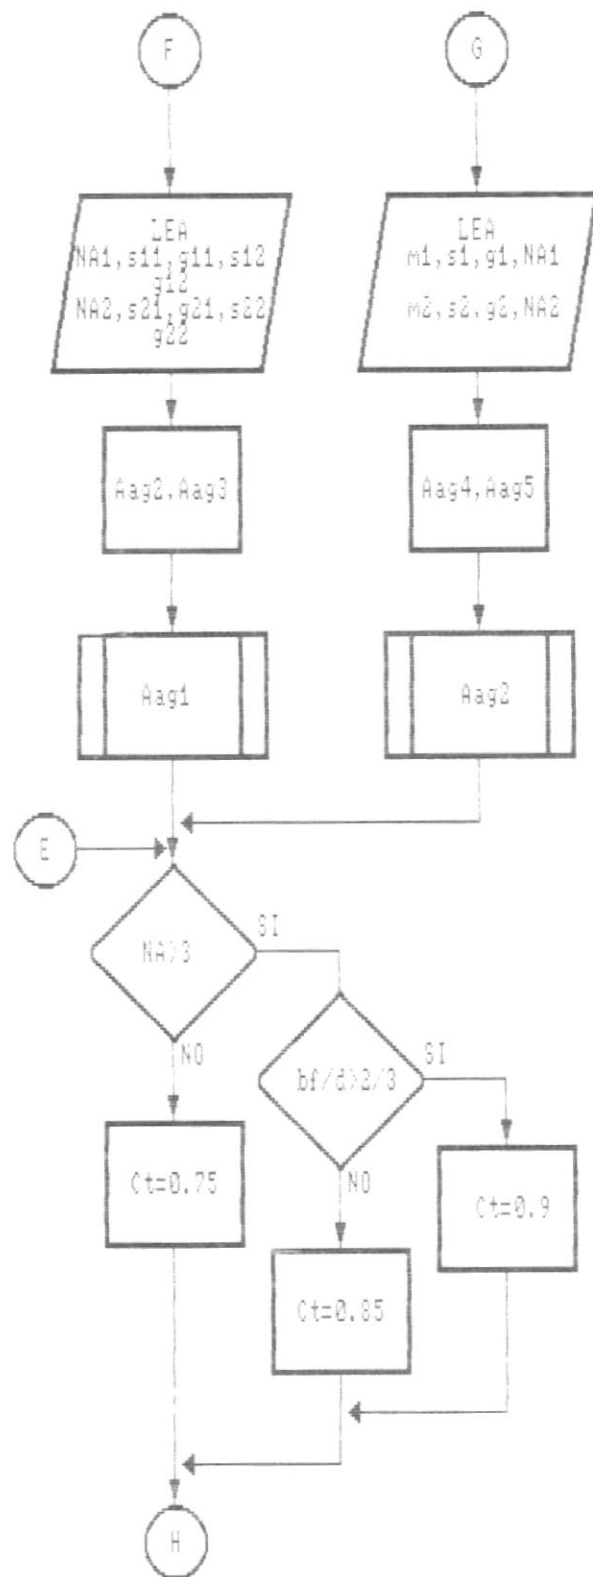 F
G
LEA
NA1,s11,g11,s12
g12
NA2,s21,g21,s22
g22
LEA
m1,s1,g1,NA1
m2,s2,g2,NA2
Aag2,Aag3
Aag4,Aag5
Aag1
Aag2
E
NA>3
SI
NO
bf/d>2/3
SI
NO
Ct=0.75
Ct=0.9
Ct=0.85
H